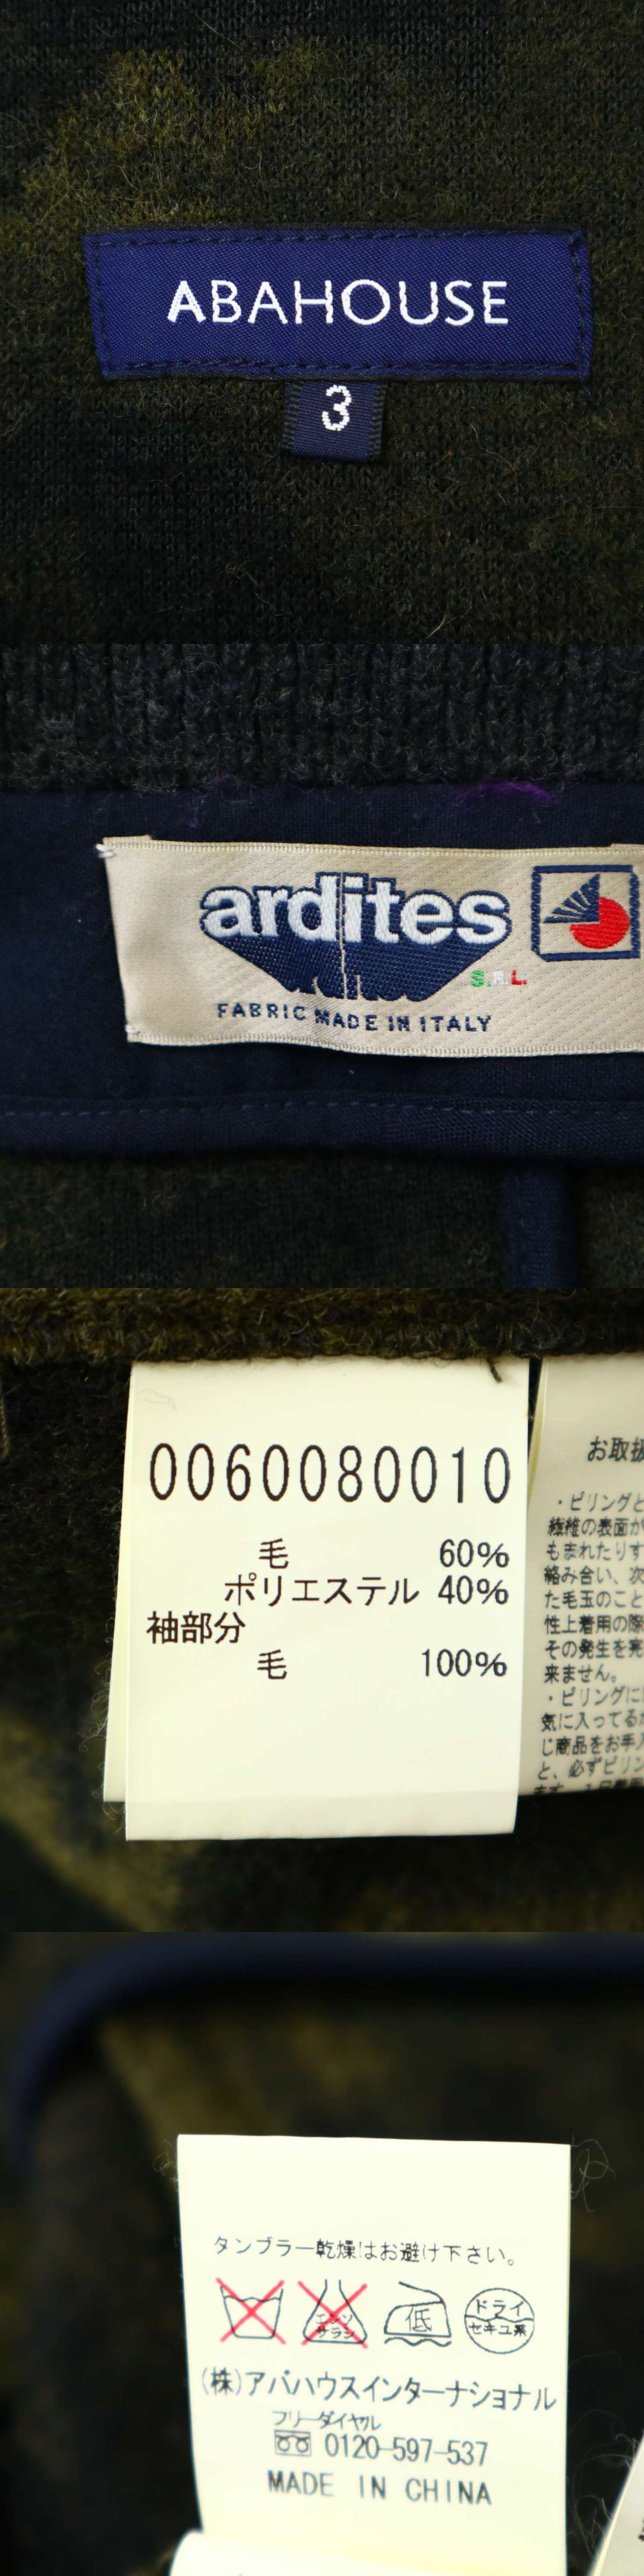 ABAHOUSE
3
ardites
S.R.L.
FABRIC MADE IN ITALY
0060080010
毛 60%
ポリエステル 40%
袖部分
毛 100%
お取扱
・ピリングと
繊維の表面が
もまれたりす
絡み合い、次
た毛玉のこと
性上着用の際
その発生を完
来ません。
・ピリングに
気に入ってるか
じ商品をお手入
と、必ずピリン
タンブラー乾燥はお避け下さい。
エンソ
サラシ
低
ドライ
セキユ系
(株)アバハウスインターナショナル
フリーダイヤル
0120-597-537
MADE IN CHINA